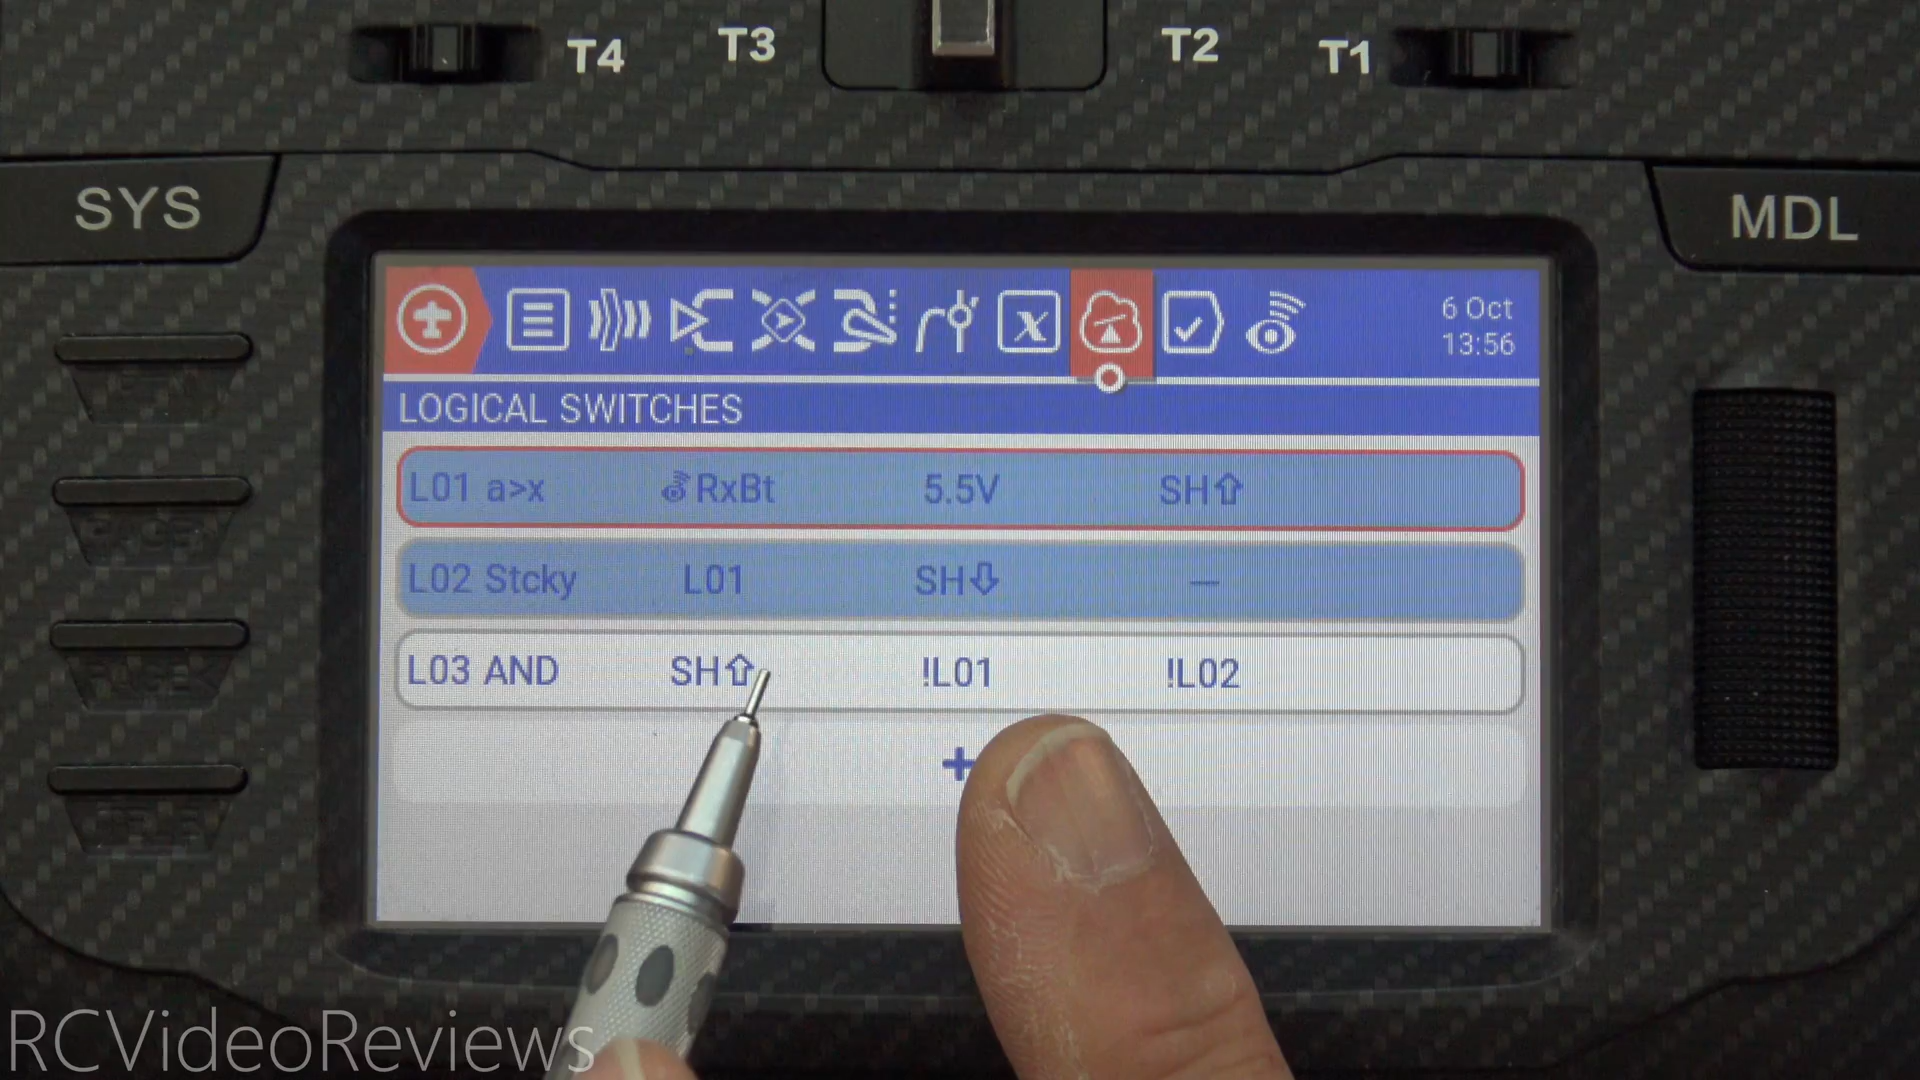 T4 T3 T2 T1
SYS
MDL
6 Oct
13:56
LOGICAL SWITCHES
L01 a>x RxBt 5.5V SH⇧
L02 Stcky L01 SH⇩ —
L03 AND SH⇧ !L01 !L02
+
RCVideoReviews